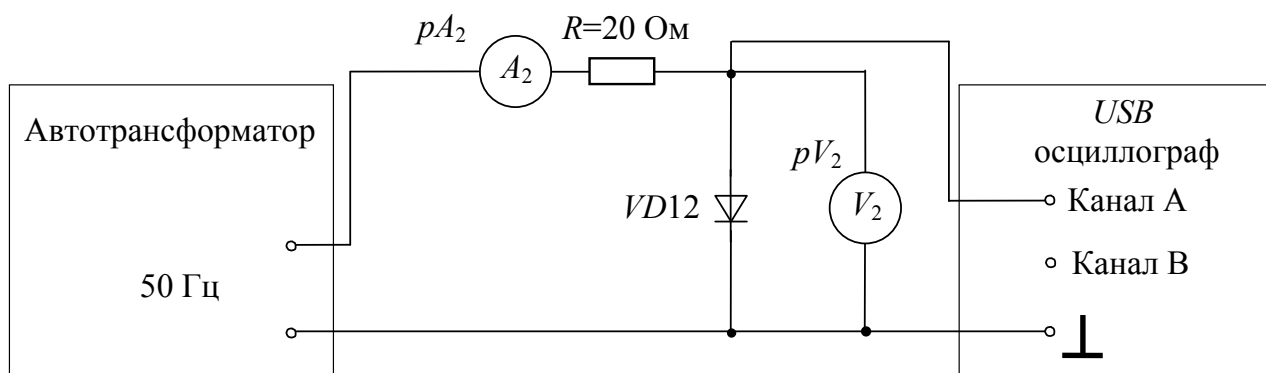 pA₂
R=20 Ом
A₂
Автотрансформатор
50 Гц
VD12
pV₂
V₂
USB
осциллограф
Канал А
Канал В